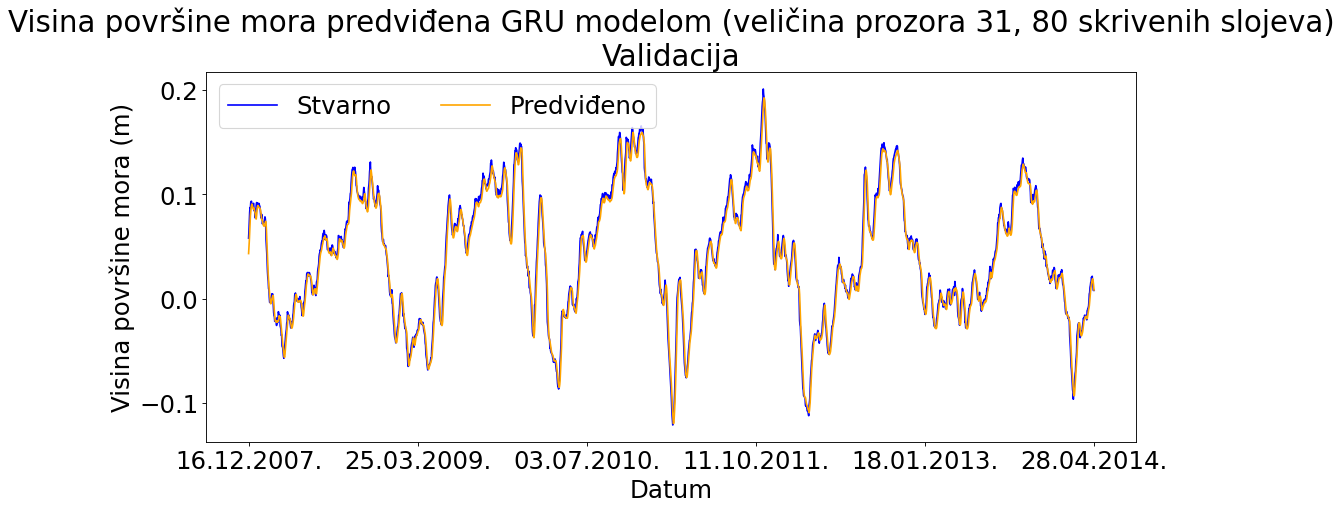 Visina površine mora predviđena GRU modelom (veličina prozora 31, 80 skrivenih slojeva)
Validacija
Stvarno Predviđeno
Visina površine mora (m)
0.2
0.1
0.0
−0.1
16.12.2007. 25.03.2009. 03.07.2010. 11.10.2011. 18.01.2013. 28.04.2014.
Datum